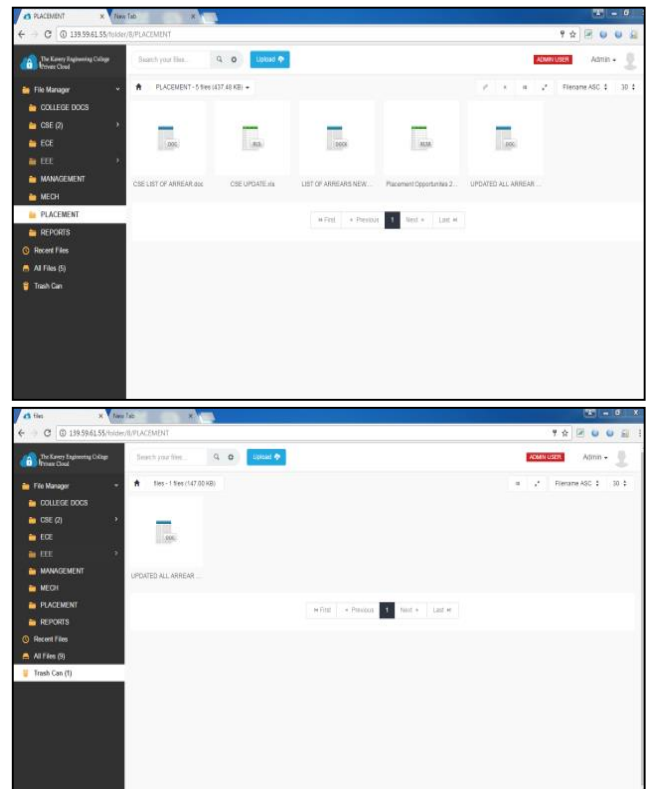 PLACEMENT
New Tab
139.59.61.55/folder/8/PLACEMENT
The Kavery Engineering College
Private Cloud
Search your files...
Upload
ADMIN USER
Admin
File Manager
PLACEMENT - 5 files (437.48 KB)
Filename ASC
30
COLLEGE DOCS
CSE (2)
ECE
EEE
MANAGEMENT
MECH
PLACEMENT
REPORTS
Recent Files
All Files (5)
Trash Can
CSE LIST OF ARREAR.doc
CSE UPDATE.xls
LIST OF ARREARS NEW...
Placement Opportunities 2...
UPDATED ALL ARREAR...
First
Previous
1
Next
Last
files
New Tab
139.59.61.55/folder/8/PLACEMENT
The Kavery Engineering College
Private Cloud
Search your files...
Upload
ADMIN USER
Admin
File Manager
files - 1 files (147.00 KB)
Filename ASC
30
COLLEGE DOCS
CSE (2)
ECE
EEE
MANAGEMENT
MECH
PLACEMENT
REPORTS
Recent Files
All Files (9)
Trash Can (1)
UPDATED ALL ARREAR ...
First
Previous
1
Next
Last